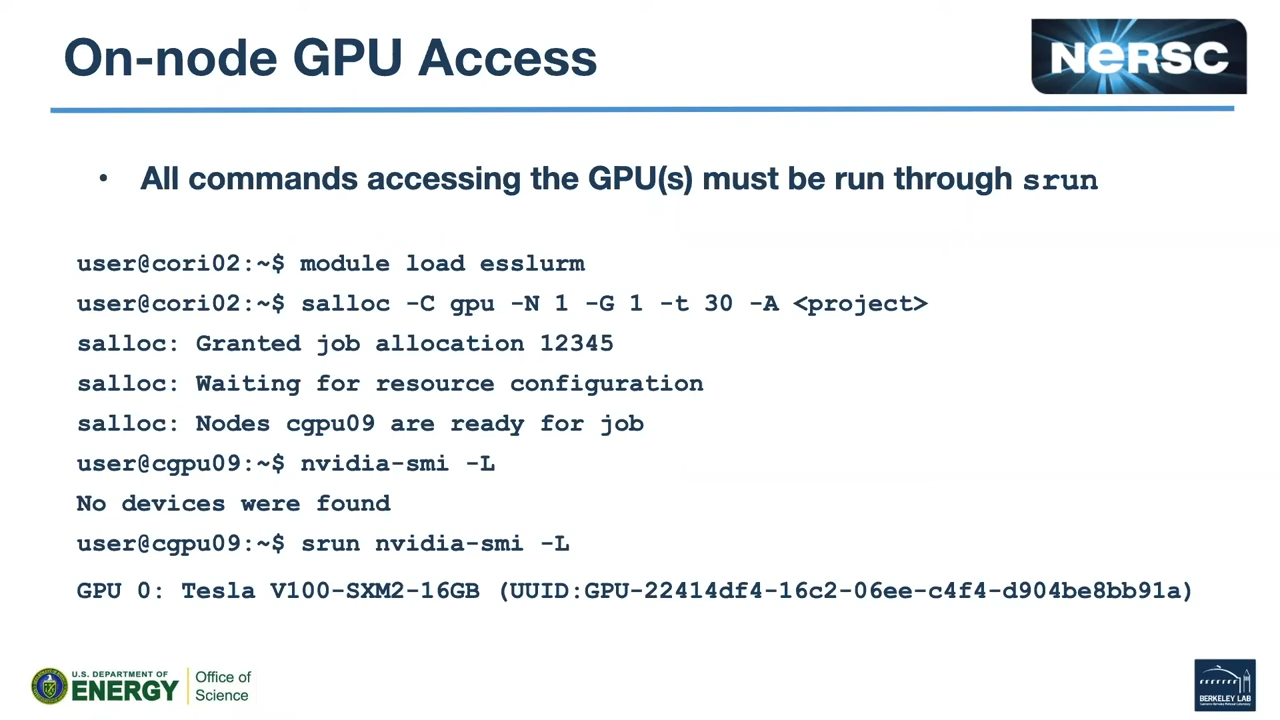 On-node GPU Access
NERSC
• All commands accessing the GPU(s) must be run through srun
user@cori02:~$ module load esslurm
user@cori02:~$ salloc -C gpu -N 1 -G 1 -t 30 -A <project>
salloc: Granted job allocation 12345
salloc: Waiting for resource configuration
salloc: Nodes cgpu09 are ready for job
user@cgpu09:~$ nvidia-smi -L
No devices were found
user@cgpu09:~$ srun nvidia-smi -L
GPU 0: Tesla V100-SXM2-16GB (UUID:GPU-22414df4-16c2-06ee-c4f4-d904be8bb91a)
U.S. DEPARTMENT OF
ENERGY
Office of
Science
BERKELEY LAB